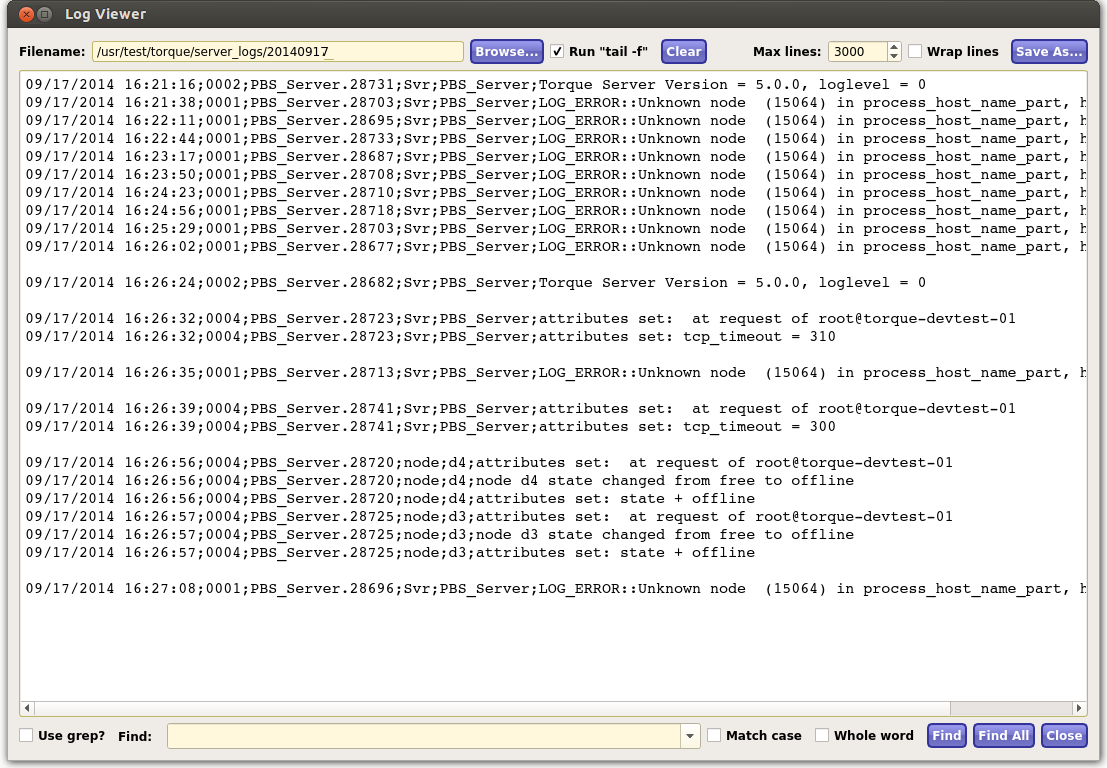 Log Viewer
Filename: /usr/test/torque/server_logs/20140917 Browse... Run "tail -f" Clear Max lines: 3000 Wrap lines Save As...
09/17/2014 16:21:16;0002;PBS_Server.28731;Svr;PBS_Server;Torque Server Version = 5.0.0, loglevel = 0
09/17/2014 16:21:38;0001;PBS_Server.28703;Svr;PBS_Server;LOG_ERROR::Unknown node  (15064) in process_host_name_part, h
09/17/2014 16:22:11;0001;PBS_Server.28695;Svr;PBS_Server;LOG_ERROR::Unknown node  (15064) in process_host_name_part, h
09/17/2014 16:22:44;0001;PBS_Server.28733;Svr;PBS_Server;LOG_ERROR::Unknown node  (15064) in process_host_name_part, h
09/17/2014 16:23:17;0001;PBS_Server.28687;Svr;PBS_Server;LOG_ERROR::Unknown node  (15064) in process_host_name_part, h
09/17/2014 16:23:50;0001;PBS_Server.28708;Svr;PBS_Server;LOG_ERROR::Unknown node  (15064) in process_host_name_part, h
09/17/2014 16:24:23;0001;PBS_Server.28710;Svr;PBS_Server;LOG_ERROR::Unknown node  (15064) in process_host_name_part, h
09/17/2014 16:24:56;0001;PBS_Server.28718;Svr;PBS_Server;LOG_ERROR::Unknown node  (15064) in process_host_name_part, h
09/17/2014 16:25:29;0001;PBS_Server.28703;Svr;PBS_Server;LOG_ERROR::Unknown node  (15064) in process_host_name_part, h
09/17/2014 16:26:02;0001;PBS_Server.28677;Svr;PBS_Server;LOG_ERROR::Unknown node  (15064) in process_host_name_part, h
09/17/2014 16:26:24;0002;PBS_Server.28682;Svr;PBS_Server;Torque Server Version = 5.0.0, loglevel = 0
09/17/2014 16:26:32;0004;PBS_Server.28723;Svr;PBS_Server;attributes set:  at request of root@torque-devtest-01
09/17/2014 16:26:32;0004;PBS_Server.28723;Svr;PBS_Server;attributes set: tcp_timeout = 310
09/17/2014 16:26:35;0001;PBS_Server.28713;Svr;PBS_Server;LOG_ERROR::Unknown node  (15064) in process_host_name_part, h
09/17/2014 16:26:39;0004;PBS_Server.28741;Svr;PBS_Server;attributes set:  at request of root@torque-devtest-01
09/17/2014 16:26:39;0004;PBS_Server.28741;Svr;PBS_Server;attributes set: tcp_timeout = 300
09/17/2014 16:26:56;0004;PBS_Server.28720;node;d4;attributes set:  at request of root@torque-devtest-01
09/17/2014 16:26:56;0004;PBS_Server.28720;node;d4;node d4 state changed from free to offline
09/17/2014 16:26:56;0004;PBS_Server.28720;node;d4;attributes set: state + offline
09/17/2014 16:26:57;0004;PBS_Server.28725;node;d3;attributes set:  at request of root@torque-devtest-01
09/17/2014 16:26:57;0004;PBS_Server.28725;node;d3;node d3 state changed from free to offline
09/17/2014 16:26:57;0004;PBS_Server.28725;node;d3;attributes set: state + offline
09/17/2014 16:27:08;0001;PBS_Server.28696;Svr;PBS_Server;LOG_ERROR::Unknown node  (15064) in process_host_name_part, h
Use grep? Find: Match case Whole word Find Find All Close